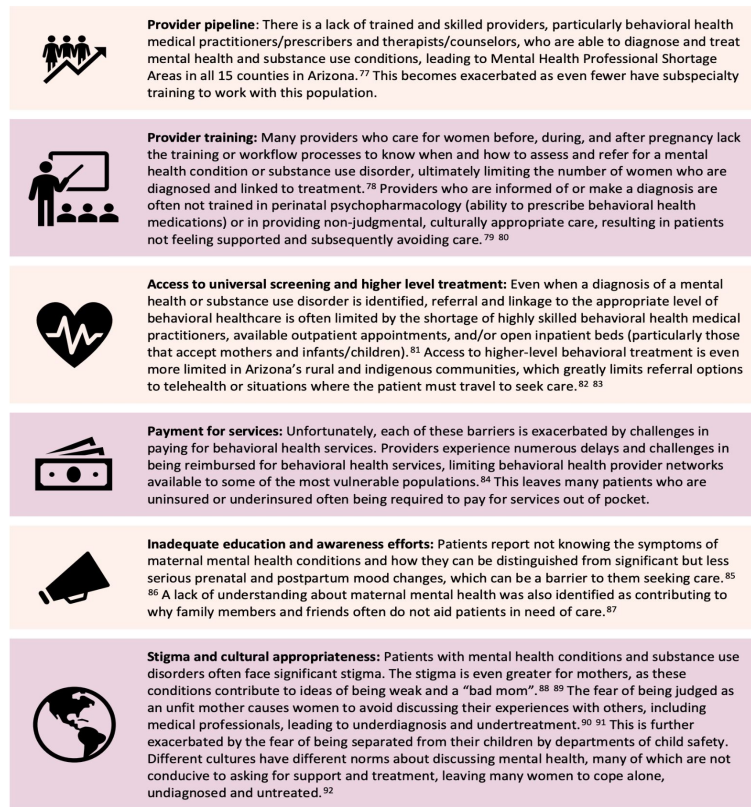 Provider pipeline: There is a lack of trained and skilled providers, particularly behavioral health
medical practitioners/prescribers and therapists/counselors, who are able to diagnose and treat
mental health and substance use conditions, leading to Mental Health Professional Shortage
Areas in all 15 counties in Arizona.77 This becomes exacerbated as even fewer have subspecialty
training to work with this population.
Provider training: Many providers who care for women before, during, and after pregnancy lack
the training or workflow processes to know when and how to assess and refer for a mental
health condition or substance use disorder, ultimately limiting the number of women who are
diagnosed and linked to treatment.78 Providers who are informed of or make a diagnosis are
often not trained in perinatal psychopharmacology (ability to prescribe behavioral health
medications) or in providing non-judgmental, culturally appropriate care, resulting in patients
not feeling supported and subsequently avoiding care.79 80
Access to universal screening and higher level treatment: Even when a diagnosis of a mental
health or substance use disorder is identified, referral and linkage to the appropriate level of
behavioral healthcare is often limited by the shortage of highly skilled behavioral health medical
practitioners, available outpatient appointments, and/or open inpatient beds (particularly those
that accept mothers and infants/children).81 Access to higher-level behavioral treatment is even
more limited in Arizona's rural and indigenous communities, which greatly limits referral options
to telehealth or situations where the patient must travel to seek care.82 83
Payment for services: Unfortunately, each of these barriers is exacerbated by challenges in
paying for behavioral health services. Providers experience numerous delays and challenges in
being reimbursed for behavioral health services, limiting behavioral health provider networks
available to some of the most vulnerable populations.84 This leaves many patients who are
uninsured or underinsured often being required to pay for services out of pocket.
Inadequate education and awareness efforts: Patients report not knowing the symptoms of
maternal mental health conditions and how they can be distinguished from significant but less
serious prenatal and postpartum mood changes, which can be a barrier to them seeking care.85
86 A lack of understanding about maternal mental health was also identified as contributing to
why family members and friends often do not aid patients in need of care.87
Stigma and cultural appropriateness: Patients with mental health conditions and substance use
disorders often face significant stigma. The stigma is even greater for mothers, as these
conditions contribute to ideas of being weak and a “bad mom”.88 89 The fear of being judged as
an unfit mother causes women to avoid discussing their experiences with others, including
medical professionals, leading to underdiagnosis and undertreatment.90 91 This is further
exacerbated by the fear of being separated from their children by departments of child safety.
Different cultures have different norms about discussing mental health, many of which are not
conducive to asking for support and treatment, leaving many women to cope alone,
undiagnosed and untreated.92